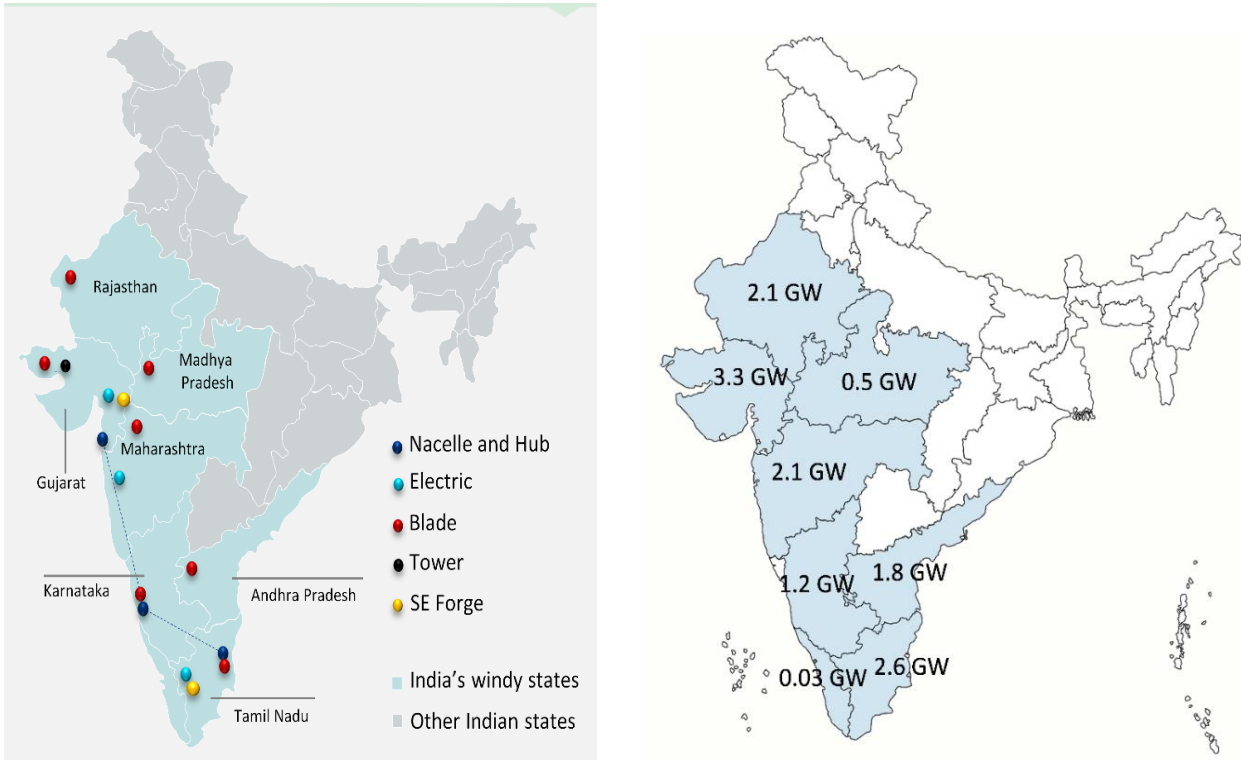 Rajasthan
Madhya
Pradesh
Maharashtra
Gujarat
Karnataka
Andhra Pradesh
Tamil Nadu
Nacelle and Hub
Electric
Blade
Tower
SE Forge
India's windy states
Other Indian states
2.1 GW
3.3 GW
0.5 GW
2.1 GW
1.2 GW
1.8 GW
0.03 GW
2.6 GW